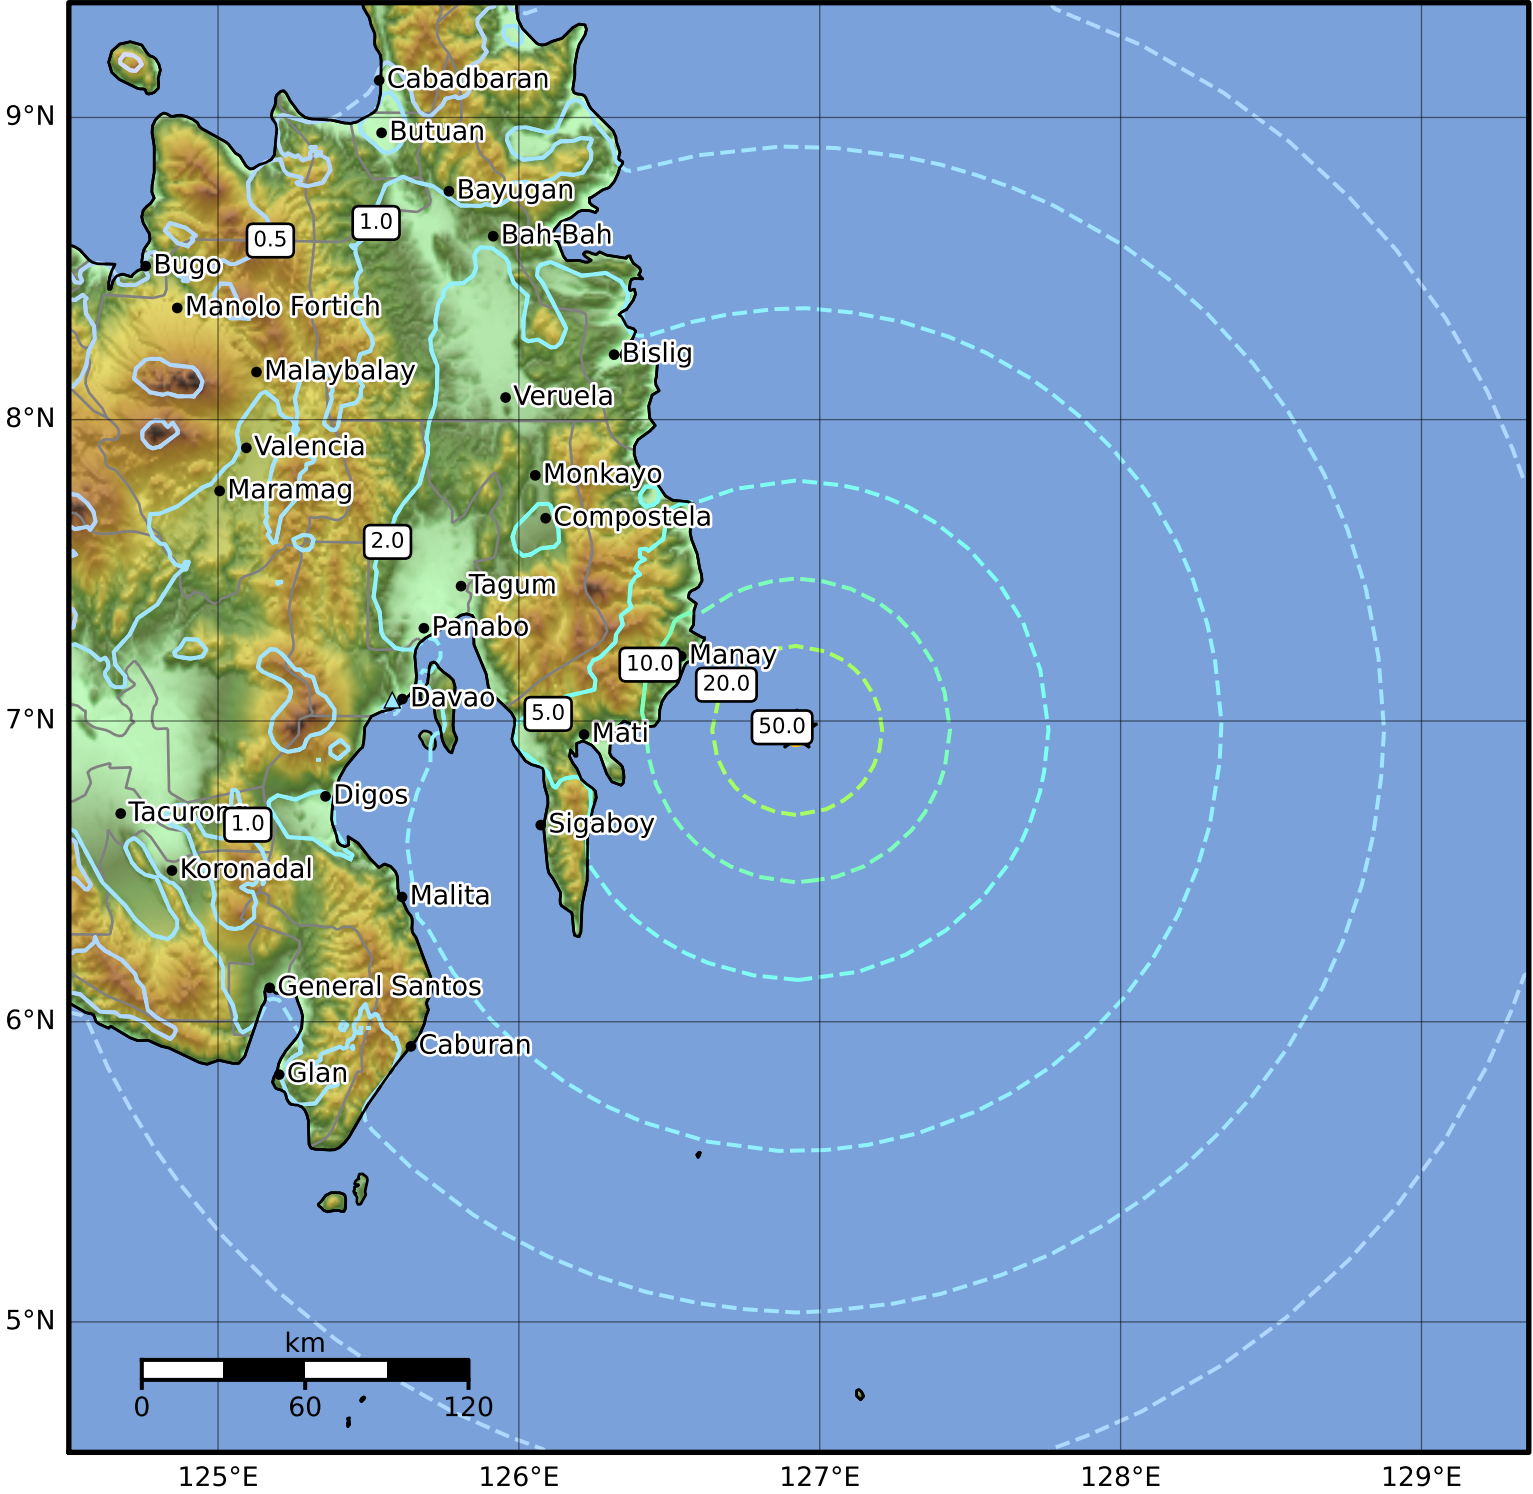 Cabadbaran
9°N
Butuan
Bayugan
1.0
Bah-Bah
0.5
Bugo
Manolo Fortich
Bislig
Malaybalay
Veruela
8°N
Valencia
Monkayo
Maramag
Compostela
2.0
Tagum
Panabo
Manay
10.0
20.0
Davao
5.0
7°N
50.0
Mati
Digos
Tacurong
1.0
Sigaboy
Koronadal
Malita
General Santos
6°N
Caburan
Glan
5°N
km
0 60 120
125°E 126°E 127°E 128°E 129°E